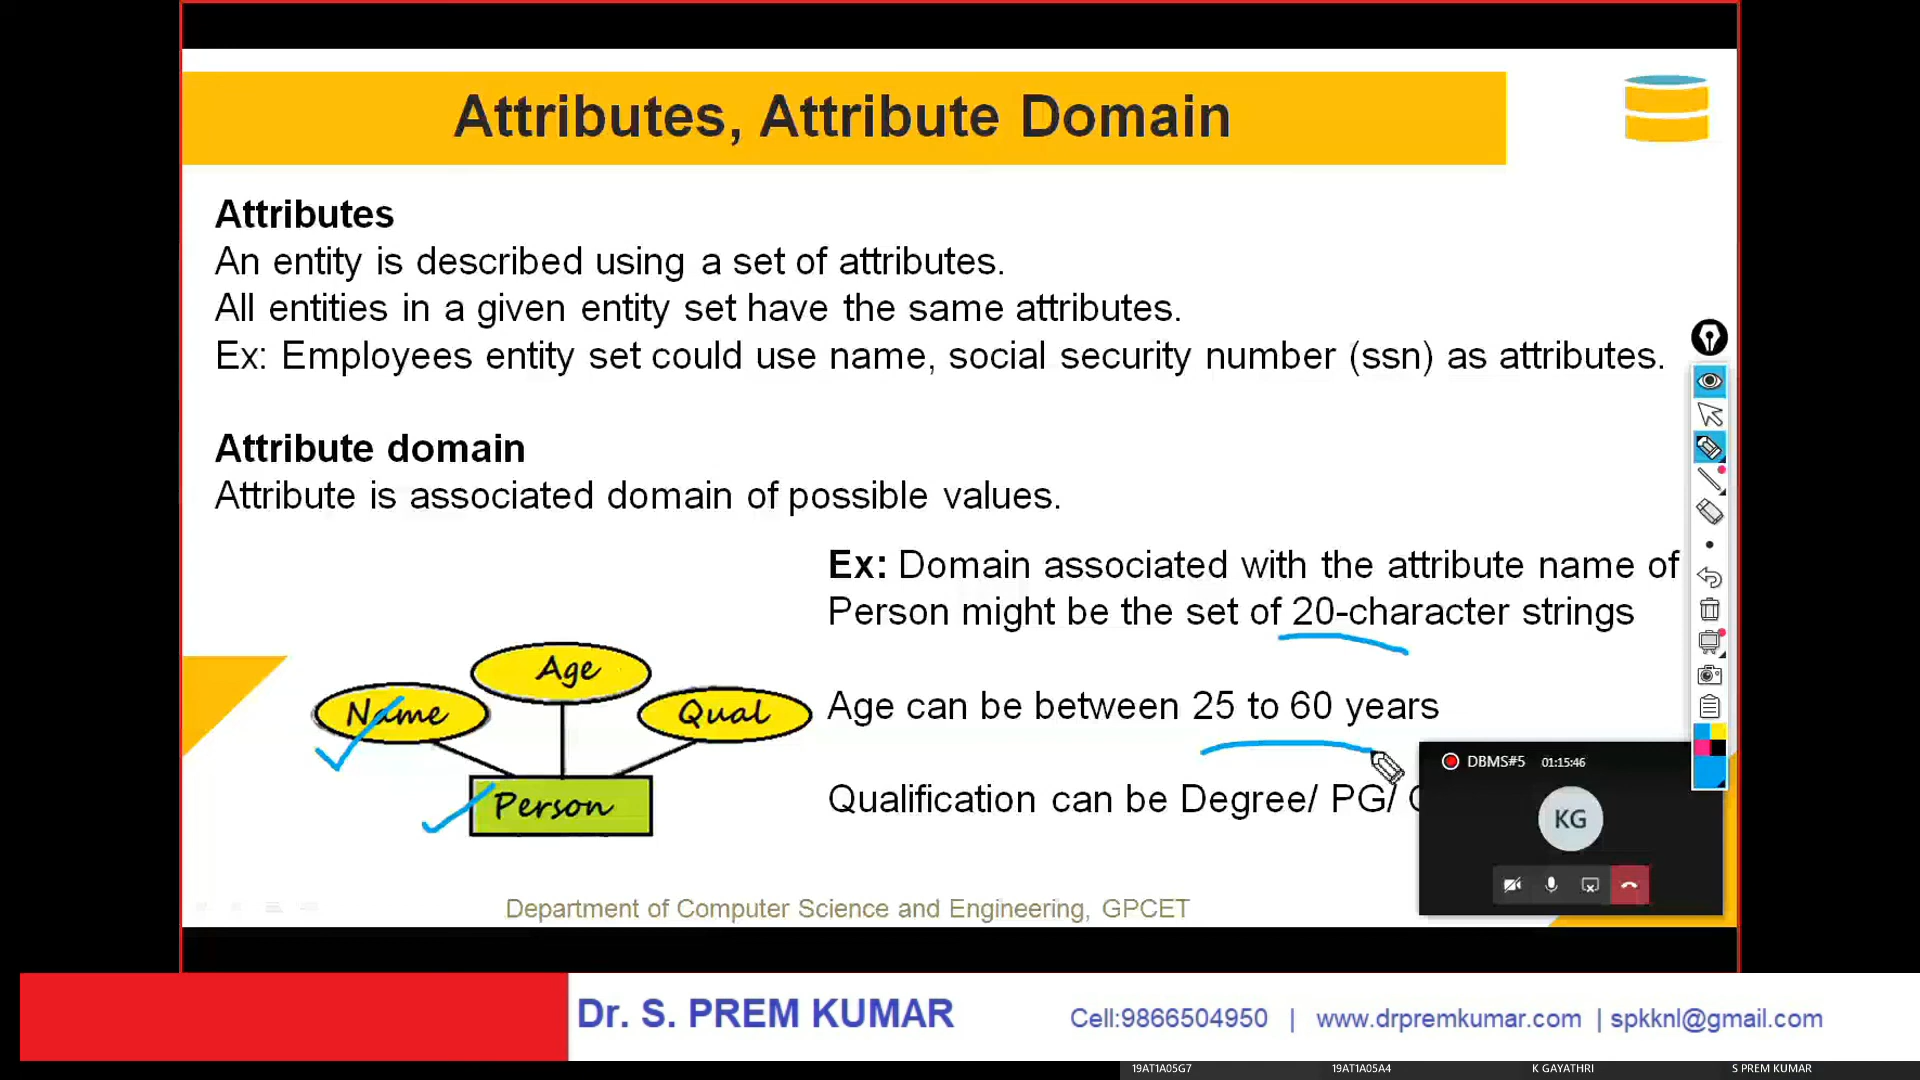 Attributes, Attribute Domain
Attributes
An entity is described using a set of attributes.
All entities in a given entity set have the same attributes.
Ex: Employees entity set could use name, social security number (ssn) as attributes.
Attribute domain
Attribute is associated domain of possible values.
Ex: Domain associated with the attribute name of
Person might be the set of 20-character strings
Age
Name
Qual
Age can be between 25 to 60 years
DBMS#5 01:15:46
Person
Qualification can be Degree/ PG/
KG
Department of Computer Science and Engineering, GPCET
Dr. S. PREM KUMAR
Cell:9866504950 | www.drpremkumar.com | spkknl@gmail.com
19AT1A05G7 19AT1A05A4 K GAYATHRI S PREM KUMAR